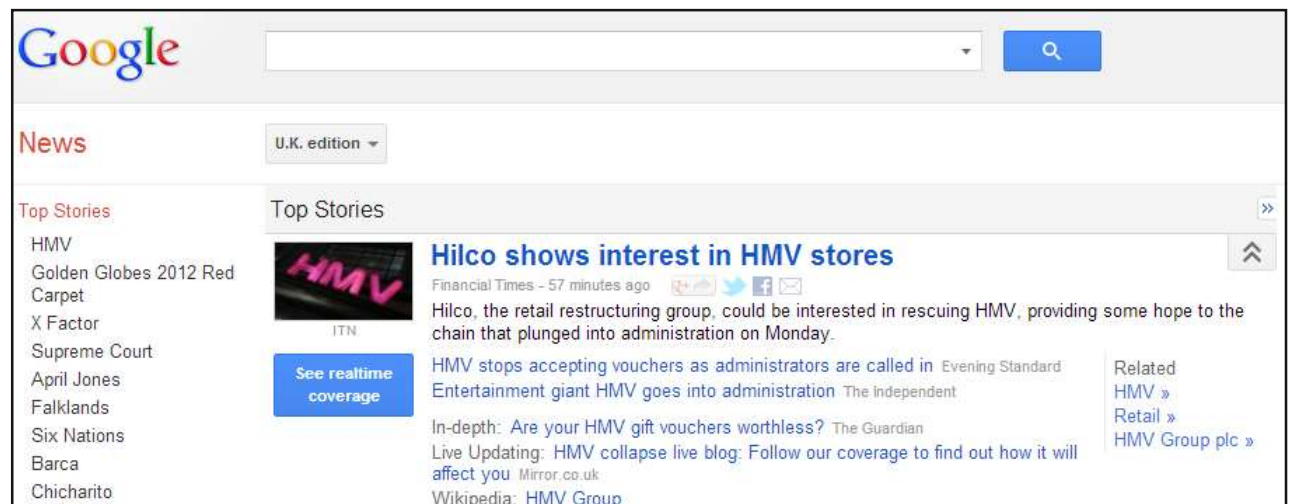 Google
News
U.K. edition
Top Stories
HMV
Golden Globes 2012 Red
Carpet
X Factor
Supreme Court
April Jones
Falklands
Six Nations
Barca
Chicharito
Top Stories
»
HMV
ITN
See realtime
coverage
Hilco shows interest in HMV stores
Financial Times - 57 minutes ago
Hilco, the retail restructuring group, could be interested in rescuing HMV, providing some hope to the
chain that plunged into administration on Monday.
HMV stops accepting vouchers as administrators are called in Evening Standard
Entertainment giant HMV goes into administration The Independent
In-depth: Are your HMV gift vouchers worthless? The Guardian
Live Updating: HMV collapse live blog: Follow our coverage to find out how it will
affect you Mirror.co.uk
Wikipedia: HMV Group
Related
HMV »
Retail »
HMV Group plc »